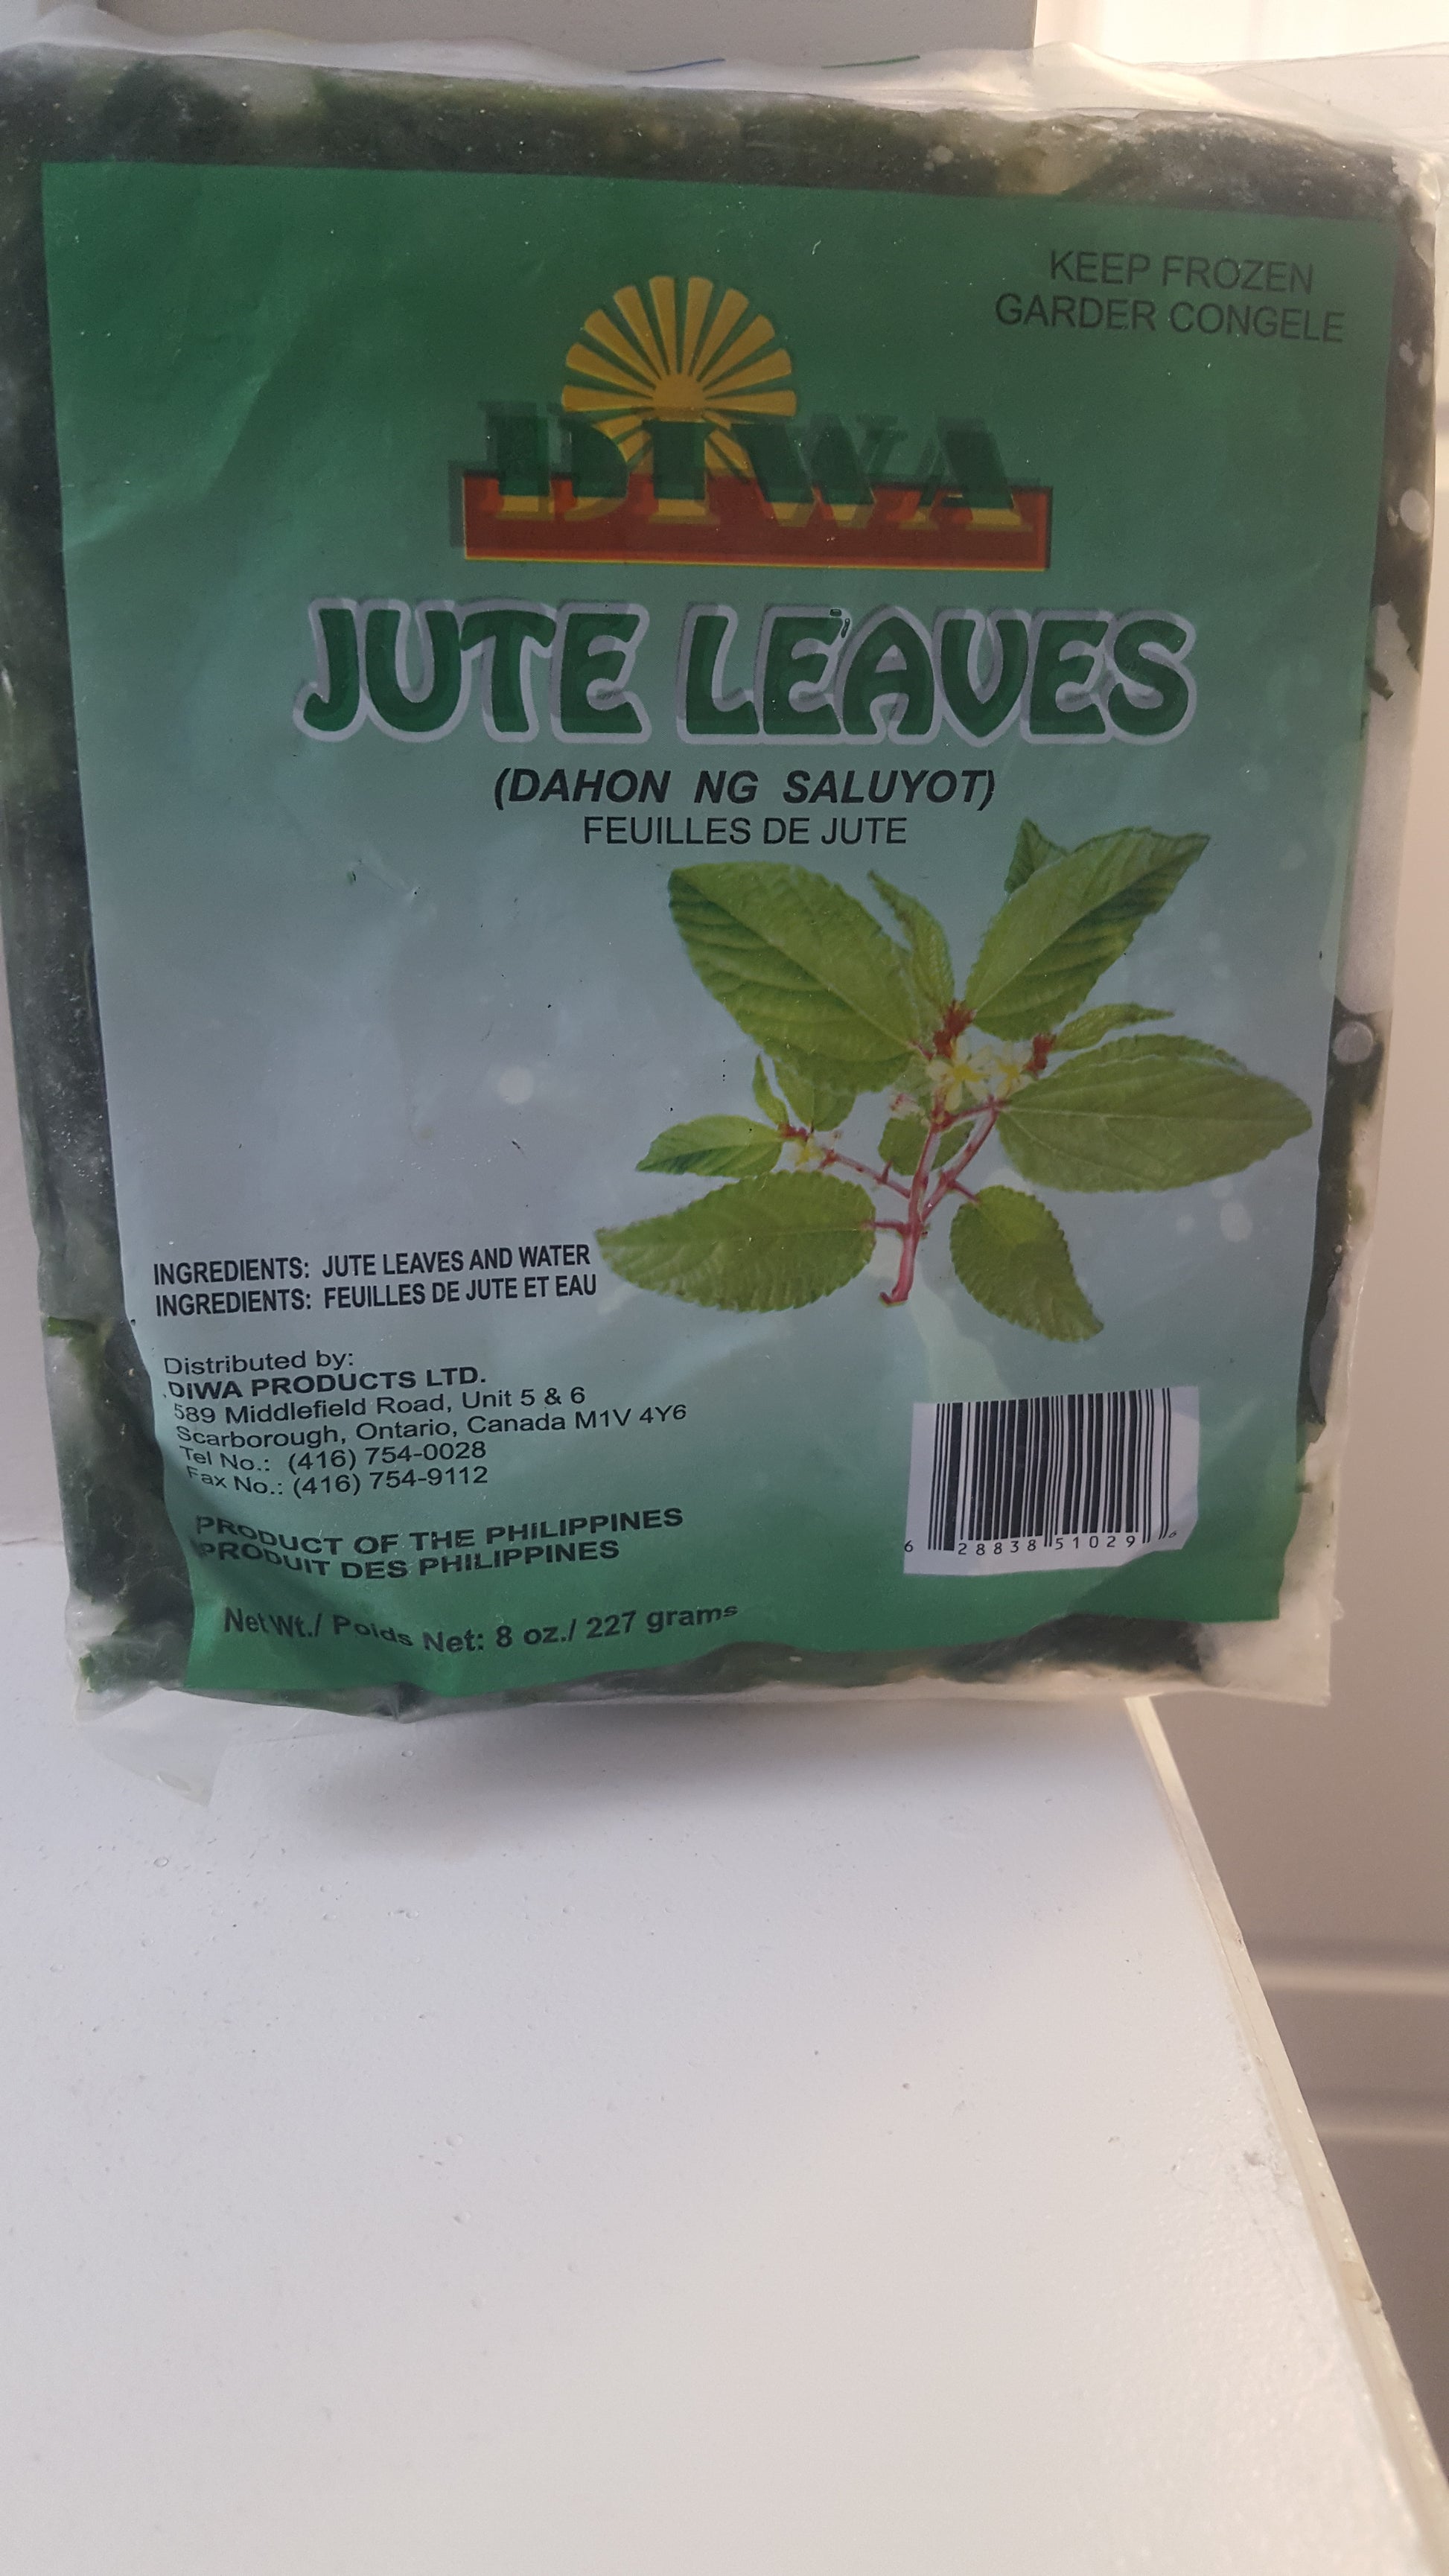 KEEP FROZEN
GARDER CONGELE
DIWA
JUTE LEAVES
(DAHON NG SALUYOT)
FEUILLES DE JUTE
INGREDIENTS: JUTE LEAVES AND WATER
INGREDIENTS: FEUILLES DE JUTE ET EAU
Distributed by:
DIWA PRODUCTS LTD.
589 Middlefield Road, Unit 5 & 6
Scarborough, Ontario, Canada M1V 4Y6
Tel No.: (416) 754-0028
Fax No.: (416) 754-9112
PRODUCT OF THE PHILIPPINES
PRODUIT DES PHILIPPINES
Net Wt./ Poids Net: 8 oz./ 227 grams
6 28838 51029 6